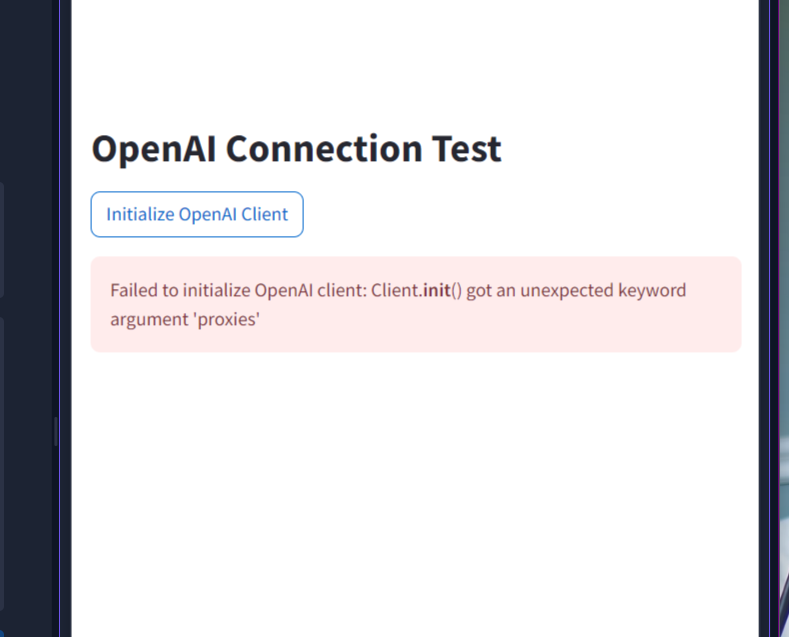 OpenAI Connection Test
Initialize OpenAI Client
Failed to initialize OpenAI client: Client.init() got an unexpected keyword
argument 'proxies'